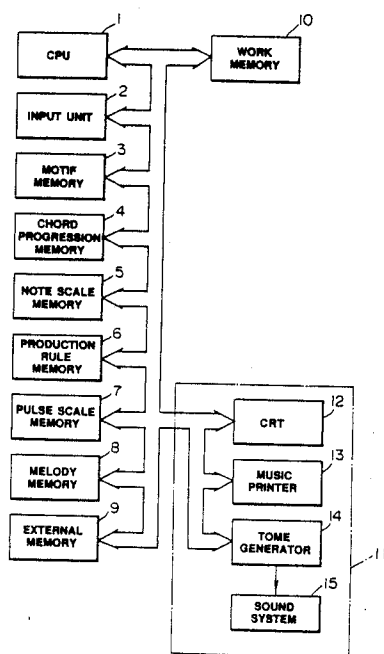 1
CPU
10
WORK
MEMORY
2
INPUT UNIT
3
MOTIF
MEMORY
4
CHORD
PROGRESSION
MEMORY
5
NOTE SCALE
MEMORY
6
PRODUCTION
RULE MEMORY
7
PULSE SCALE
MEMORY
8
MELODY
MEMORY
9
EXTERNAL
MEMORY
12
CRT
13
MUSIC
PRINTER
14
TOME
GENERATOR
11
15
SOUND
SYSTEM